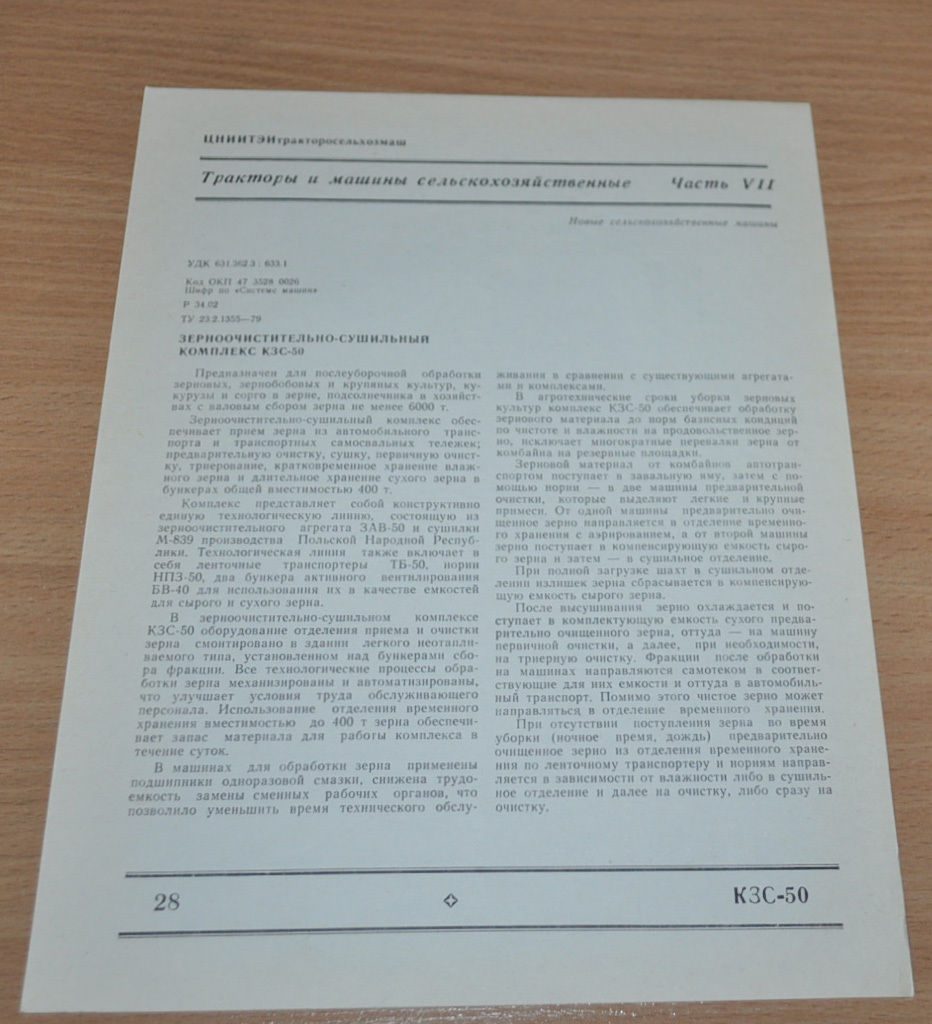 ЦНИИТЭИтракторосельхозмаш
Тракторы и машины сельскохозяйственные Часть VII
Новые сельскохозяйственные машины
УДК 631.362.3 : 633.1
Код ОКП 47 3528 0026
Шифр по «Системе машин»
Р 34.02
ТУ 23.2.1355—79
ЗЕРНООЧИСТИТЕЛЬНО-СУШИЛЬНЫЙ
КОМПЛЕКС КЗС-50
Предназначен для послеуборочной обработки
зерновых, зернобобовых и крупяных культур, ку-
курузы и сорго в зерне, подсолнечника в хозяйст-
вах с валовым сбором зерна не менее 6000 т.
Зерноочистительно-сушильный комплекс обес-
печивает прием зерна из автомобильного транс-
порта и транспортных самосвальных тележек;
предварительную очистку, сушку, первичную очист-
ку, триерование, кратковременное хранение влаж-
ного зерна и длительное хранение сухого зерна в
бункерах общей вместимостью 400 т.
Комплекс представляет собой конструктивно
единую технологическую линию, состоящую из
зерноочистительного агрегата ЗАВ-50 и сушилки
М-839 производства Польской Народной Респуб-
лики. Технологическая линия также включает в
себя ленточные транспортеры ТБ-50, нории
НПЗ-50, два бункера активного вентилирования
БВ-40 для использования их в качестве емкостей
для сырого и сухого зерна.
В зерноочистительно-сушильном комплексе
КЗС-50 оборудование отделения приема и очистки
зерна смонтировано в здании легкого неотапли-
ваемого типа, установленном над бункерами сбо-
ра фракции. Все технологические процессы обра-
ботки зерна механизированы и автоматизированы,
что улучшает условия труда обслуживающего
персонала. Использование отделения временного
хранения вместимостью до 400 т зерна обеспечи-
вает запас материала для работы комплекса в
течение суток.
В машинах для обработки зерна применены
подшипники одноразовой смазки, снижена трудо-
емкость замены сменных рабочих органов, что
позволило уменьшить время технического обслу-
живания в сравнении с существующими агрегата-
ми и комплексами.
В агротехнические сроки уборки зерновых
культур комплекс КЗС-50 обеспечивает обработку
зернового материала до норм базисных кондиций
по чистоте и влажности на продовольственное зер-
но, исключает многократные перевалки зерна от
комбайна на резервные площадки.
Зерновой материал от комбайнов автотран-
спортом поступает в завальную яму, затем с по-
мощью нории — в две машины предварительной
очистки, которые выделяют легкие и крупные
примеси. От одной машины предварительно очи-
щенное зерно направляется в отделение временно-
го хранения с аэрированием, а от второй машины
зерно поступает в компенсирующую емкость сыро-
го зерна и затем — в сушильное отделение.
При полной загрузке шахт в сушильном отде-
лении излишек зерна сбрасывается в компенсирую-
щую емкость сырого зерна.
После высушивания зерно охлаждается и по-
ступает в комплектующую емкость сухого предва-
рительно очищенного зерна, оттуда — на машину
первичной очистки, а далее, при необходимости,
на триерную очистку. Фракции после обработки
на машинах направляются самотеком в соответ-
ствующие для них емкости и оттуда в автомобиль-
ный транспорт. Помимо этого чистое зерно может
направляться в отделение временного хранения.
При отсутствии поступления зерна во время
уборки (ночное время, дождь) предварительно
очищенное зерно из отделения временного хране-
ния по ленточному транспортеру и нориям направ-
ляется в зависимости от влажности либо в сушиль-
ное отделение и далее на очистку, либо сразу на
очистку.
28 КЗС-50